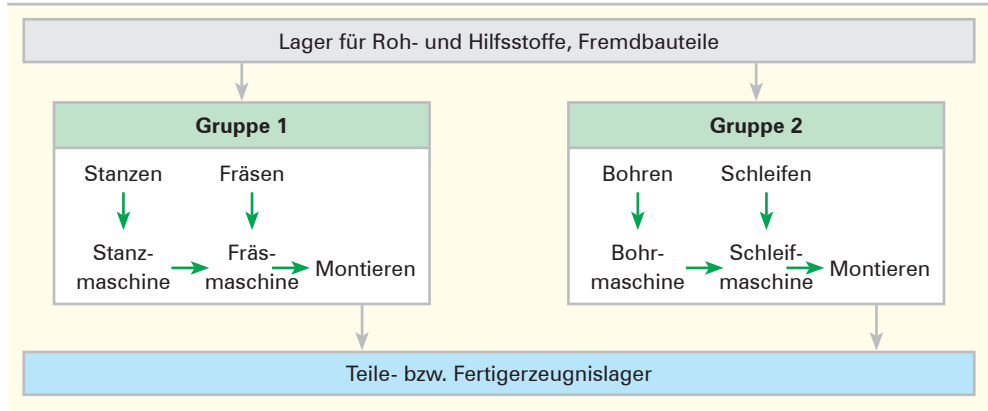 Lager für Roh- und Hilfsstoffe, Fremdbauteile
Gruppe 1
Stanzen Fräsen
Stanz-
maschine
Fräs-
maschine
Montieren
Gruppe 2
Bohren Schleifen
Bohr-
maschine
Schleif-
maschine
Montieren
Teile- bzw. Fertigerzeugnislager